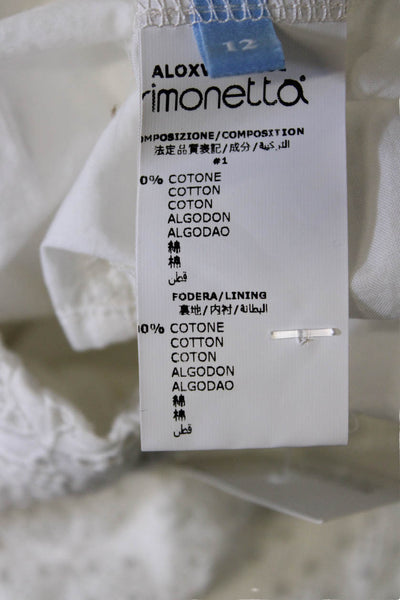 12
ALOXV
rimonetta
OMPOSIZIONE/COMPOSITION
法定品質表記/成分/التركيبة
#1
0% COTONE
COTTON
COTON
ALGODON
ALGODAO
綿
棉
قطن
FODERA/LINING
裏地/内衬/البطانة
00% COTONE
COTTON
COTON
ALGODON
ALGODAO
綿
棉
قطن